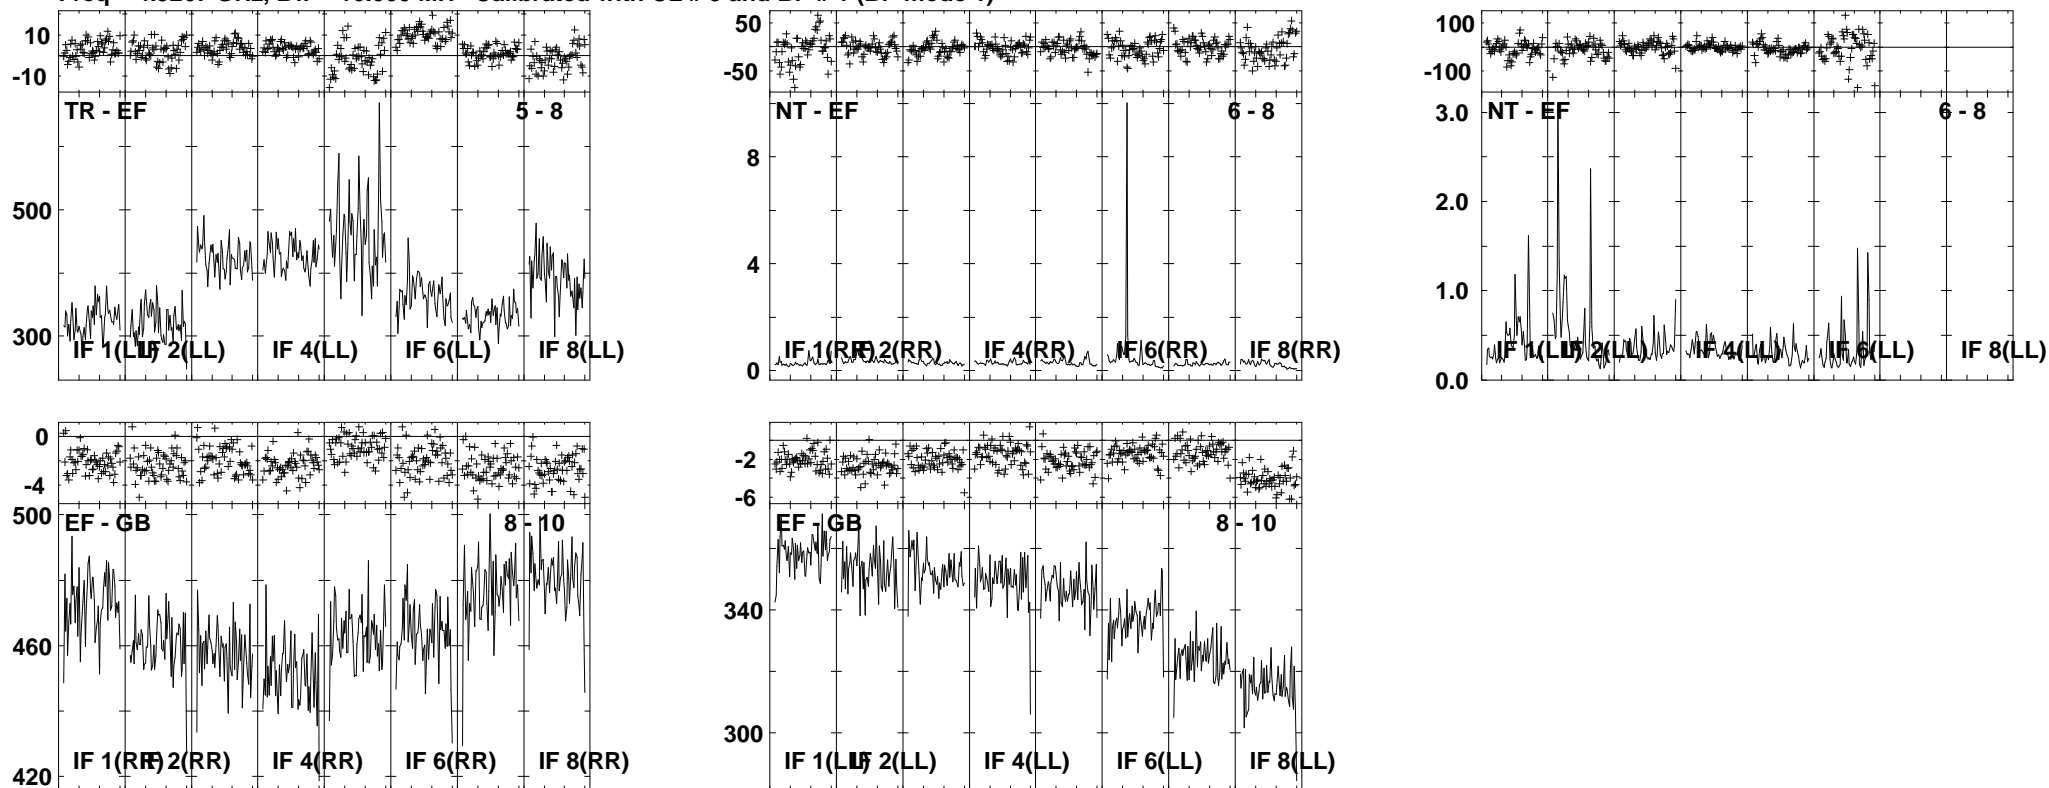 10
-10
TR - EF 5 - 8
500
300
IF 1(LL) IF 2(LL) IF 4(LL) IF 6(LL) IF 8(LL)
50
-50
NT - EF 6 - 8
8
4
0
IF 1(RR) IF 2(RR) IF 4(RR) IF 6(RR) IF 8(RR)
100
-100
NT - EF 6 - 8
3.0
2.0
1.0
0.0
IF 1(LL) IF 2(LL) IF 4(LL) IF 6(LL) IF 8(LL)
0
-4
EF - GB 8 - 10
500
460
420
IF 1(RR) IF 2(RR) IF 4(RR) IF 6(RR) IF 8(RR)
-2
-6
EF - GB 8 - 10
340
300
IF 1(LL) IF 2(LL) IF 4(LL) IF 6(LL) IF 8(LL)